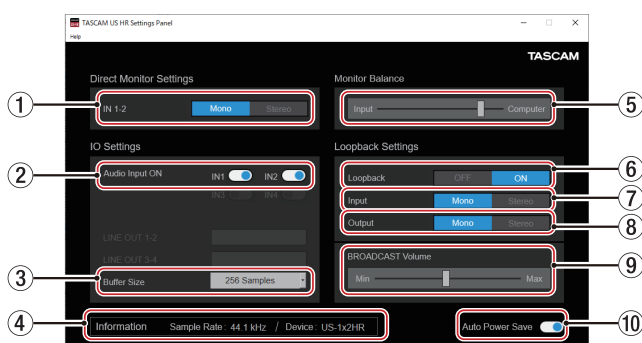 TASCAM US HR Settings Panel
Help
TASCAM
Direct Monitor Settings
① IN 1-2 Mono Stereo
Monitor Balance
Input Computer ⑤
IO Settings
② Audio Input ON IN1 IN2
IN3 IN4
LINE OUT 1-2
LINE OUT 3-4
③ Buffer Size 256 Samples
Loopback Settings
Loopback OFF ON ⑥
Input Mono Stereo ⑦
Output Mono Stereo ⑧
BROADCAST Volume ⑨
Min Max
④ Information Sample Rate : 44.1 kHz / Device : US-1x2HR
Auto Power Save ⑩